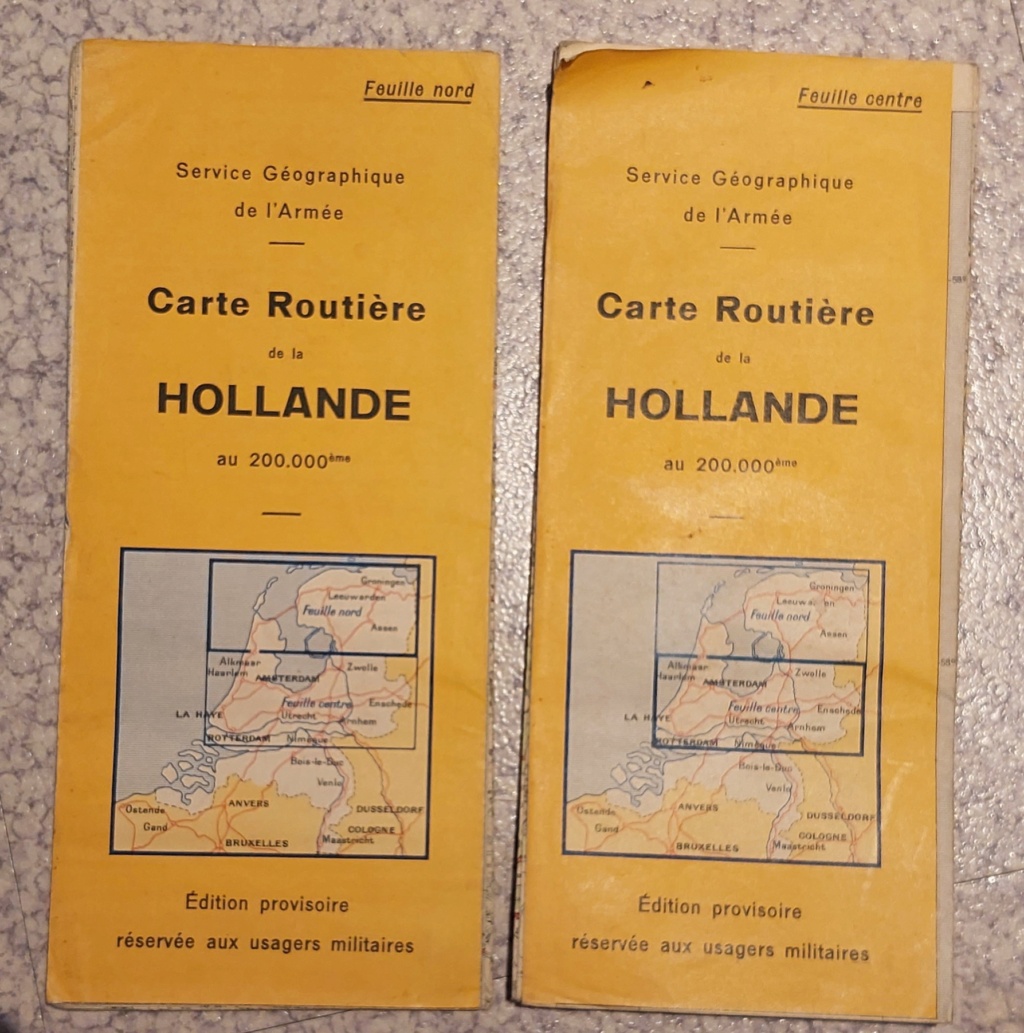 Feuille nord
Service Géographique
de l'Armée
Carte Routière
de la
HOLLANDE
au 200.000ème
Groningen
Leeuwarden
Feuille nord
Assen
Alkmaar
Zwolle
Haarlem
AMSTERDAM
Feuille centre
Enschede
LA HAYE
Utrecht
Arnhem
ROTTERDAM
Nimègue
Bois-le-Duc
Venlo
Ostende
ANVERS
DUSSELDORF
Gand
COLOGNE
BRUXELLES
Maastricht
Édition provisoire
réservée aux usagers militaires
Feuille centre
Service Géographique
de l'Armée
Carte Routière
de la
HOLLANDE
au 200.000ème
Groningen
Feuille nord
Assen
Alkmaar
Zwolle
Haarlem
AMSTERDAM
Feuille centre
Enschede
LA HAYE
Utrecht
Arnhem
ROTTERDAM
Nimègue
Bois-le-Duc
Venlo
Ostende
ANVERS
DUSSELDORF
Gand
COLOGNE
BRUXELLES
Maastricht
Édition provisoire
réservée aux usagers militaires